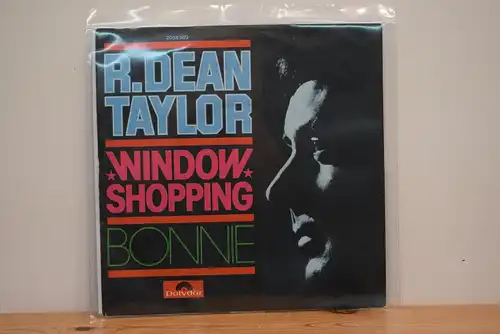 R.DEAN
TAYLOR
WINDOW
SHOPPING
BONNIE
Polydor